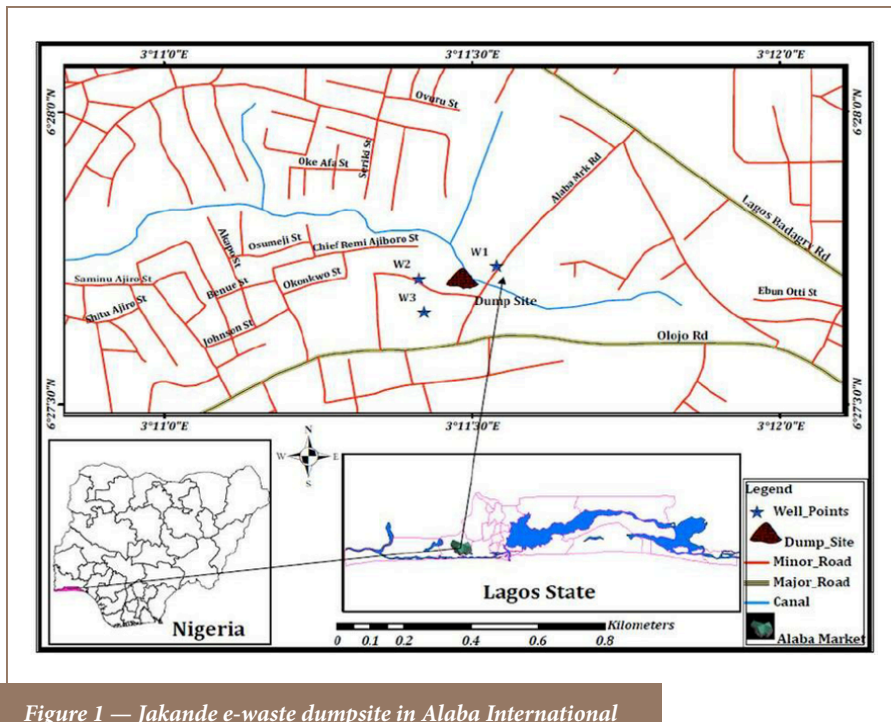 3°11'0"E 3°11'30"E 3°12'0"E
6°28'0"N 6°28'0"N
Ovuru St
Seriki St
Oke Afa St
Alaba Mrk Rd
Lagos Badagry Rd
Akapo St
Osumeji St
Chief Remi Ajiboro St
W1
W2
Saminu Ajiro St
Benue St
Okonkwo St
Dump Site
Ebun Otti St
Shitu Ajiro St
W3
Johnson St
Olojo Rd
6°27'30"N 6°27'30"N
3°11'0"E 3°11'30"E 3°12'0"E
N
W E
S
Nigeria
Lagos State
Kilometers
0 0.1 0.2 0.4 0.6 0.8
Legend
Well_Points
Dump_Site
Minor_Road
Major_Road
Canal
Alaba Market
Figure 1 — Jakande e-waste dumpsite in Alaba International